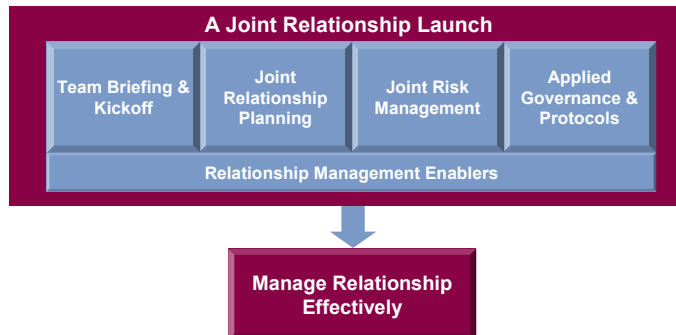 A Joint Relationship Launch
Team Briefing &
Kickoff
Joint
Relationship
Planning
Joint Risk
Management
Applied
Governance &
Protocols
Relationship Management Enablers
Manage Relationship
Effectively